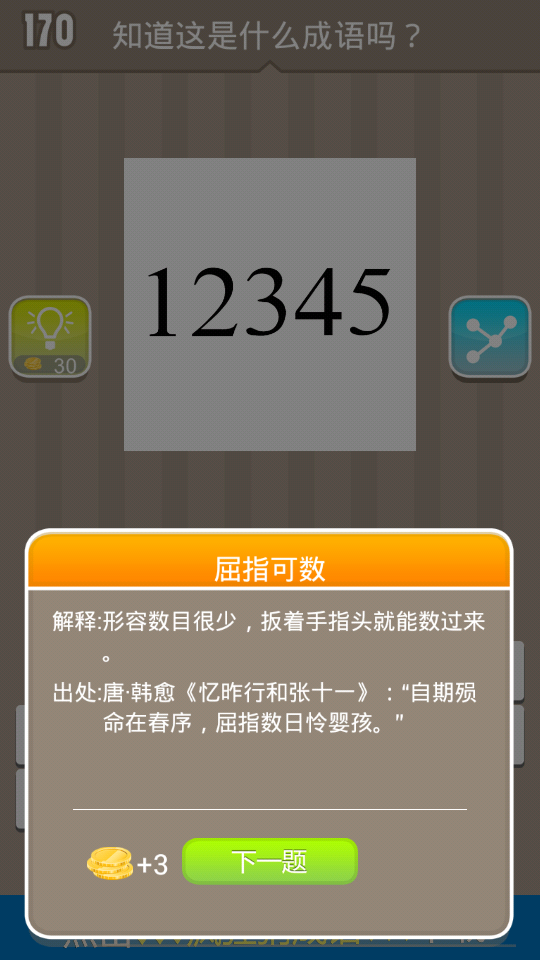 170 知道这是什么成语吗？
12345
30
屈指可数
解释:形容数目很少，扳着手指头就能数过来
。
出处:唐·韩愈《忆昨行和张十一》：“自期殒
命在春序，屈指数日怜婴孩。”
+3 下一题